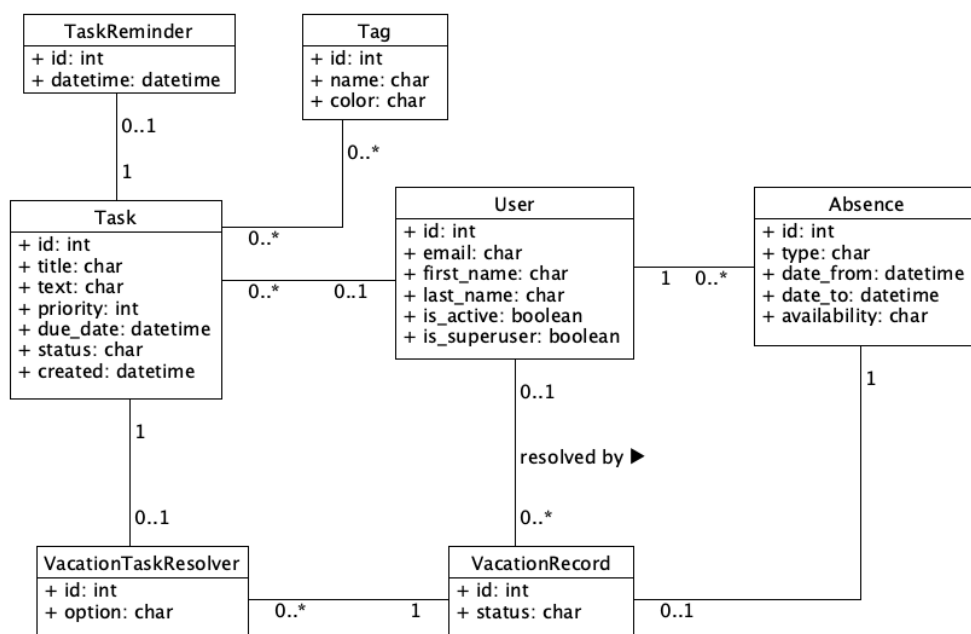 TaskReminder
+ id: int
+ datetime: datetime
Tag
+ id: int
+ name: char
+ color: char
0..1
1
0..*
Task
+ id: int
+ title: char
+ text: char
+ priority: int
+ due_date: datetime
+ status: char
+ created: datetime
0..*
0..*
0..1
User
+ id: int
+ email: char
+ first_name: char
+ last_name: char
+ is_active: boolean
+ is_superuser: boolean
1
0..*
Absence
+ id: int
+ type: char
+ date_from: datetime
+ date_to: datetime
+ availability: char
1
0..1
0..1
resolved by ▶
0..*
1
VacationTaskResolver
+ id: int
+ option: char
0..*
1
VacationRecord
+ id: int
+ status: char
0..1